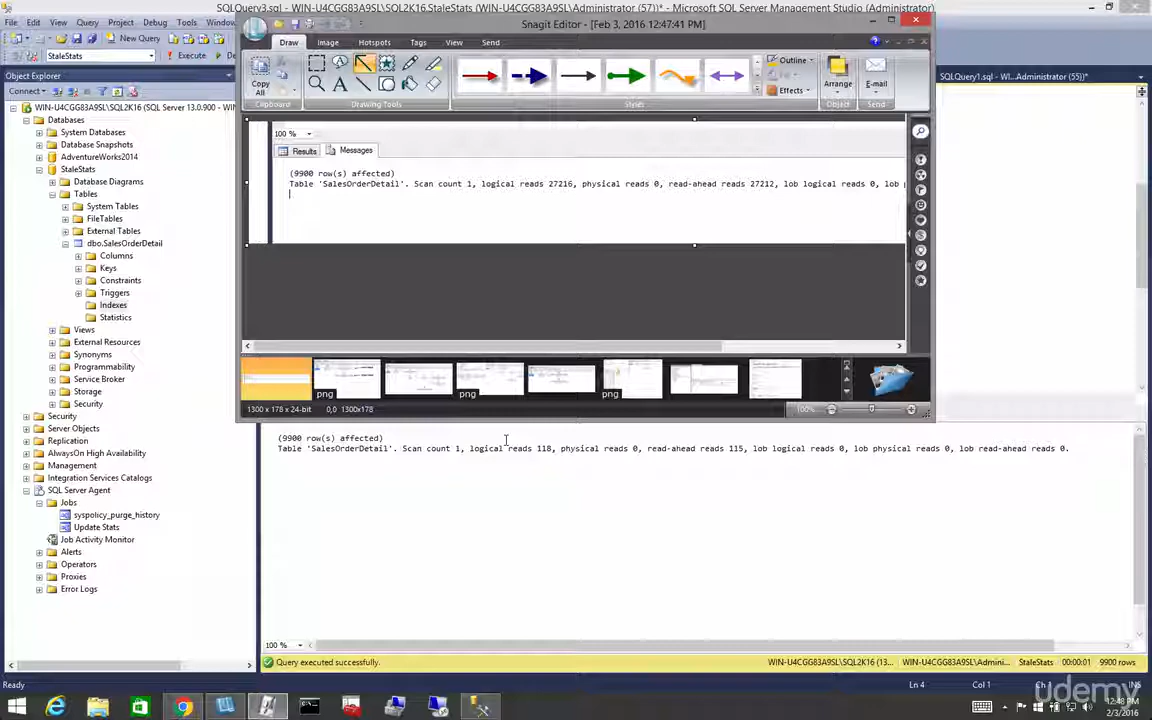 SQLQuery3.sql - WIN-U4CGG83A9SL\SQL2K16.StaleStats (WIN-U4CGG83A9SL\Administrator (57))* - Microsoft SQL Server Management Studio (Administrator)
File Edit View Query Project Debug Tools
New Query
StaleStats Execute
Object Explorer
Connect
WIN-U4CGG83A9SL\SQL2K16 (SQL Server 13.0.900 - WIN
Databases
System Databases
Database Snapshots
AdventureWorks2014
StaleStats
Database Diagrams
Tables
System Tables
FileTables
External Tables
dbo.SalesOrderDetail
Columns
Keys
Constraints
Triggers
Indexes
Statistics
Views
External Resources
Synonyms
Programmability
Service Broker
Storage
Security
Security
Server Objects
Replication
AlwaysOn High Availability
Management
Integration Services Catalogs
SQL Server Agent
Jobs
syspolicy_purge_history
Update Stats
Job Activity Monitor
Alerts
Operators
Proxies
Error Logs
Snagit Editor - [Feb 3, 2016 12:47:41 PM]
Draw Image Hotspots Tags View Send
Copy All
Clipboard
Drawing Tools
Styles
Outline
Effects
Arrange
Object
E-mail
Send
100 %
Results Messages
(9900 row(s) affected)
Table 'SalesOrderDetail'. Scan count 1, logical reads 27216, physical reads 0, read-ahead reads 27212, lob logical reads 0, lob
png
png
png
1300 x 178 x 24-bit 0,0 1300x178
100%
SQLQuery1.sql - WI...Administrator (55))*
(9900 row(s) affected)
Table 'SalesOrderDetail'. Scan count 1, logical reads 118, physical reads 0, read-ahead reads 115, lob logical reads 0, lob physical reads 0, lob read-ahead reads 0.
100 %
Query executed successfully.
WIN-U4CGG83A9SL\SQL2K16 (13... WIN-U4CGG83A9SL\Admini... StaleStats 00:00:01 9900 rows
Ready Ln 4 Col 1 INS
udemy
12:48 PM
2/3/2016